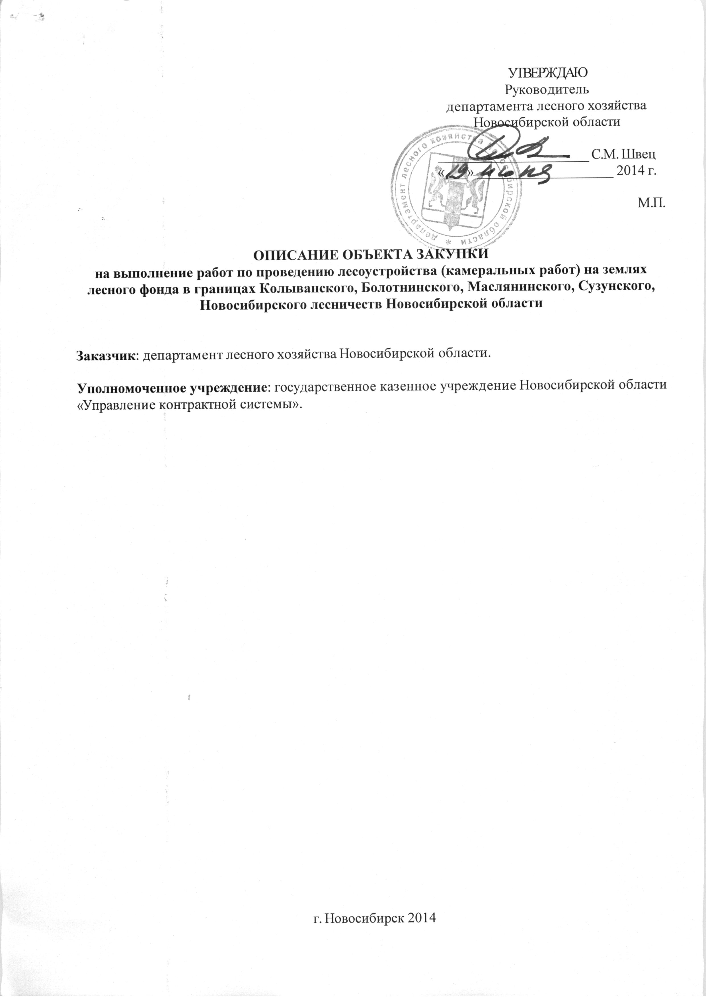 УТВЕРЖДАЮ
Руководитель
департамента лесного хозяйства
Новосибирской области
С.М. Швец
«19» июня 2014 г.
М.П.
департамент лесного хозяйства Новосибирской области *
ОПИСАНИЕ ОБЪЕКТА ЗАКУПКИ
на выполнение работ по проведению лесоустройства (камеральных работ) на землях
лесного фонда в границах Колыванского, Болотнинского, Маслянинского, Сузунского,
Новосибирского лесничеств Новосибирской области
Заказчик: департамент лесного хозяйства Новосибирской области.
Уполномоченное учреждение: государственное казенное учреждение Новосибирской области
«Управление контрактной системы».
г. Новосибирск 2014